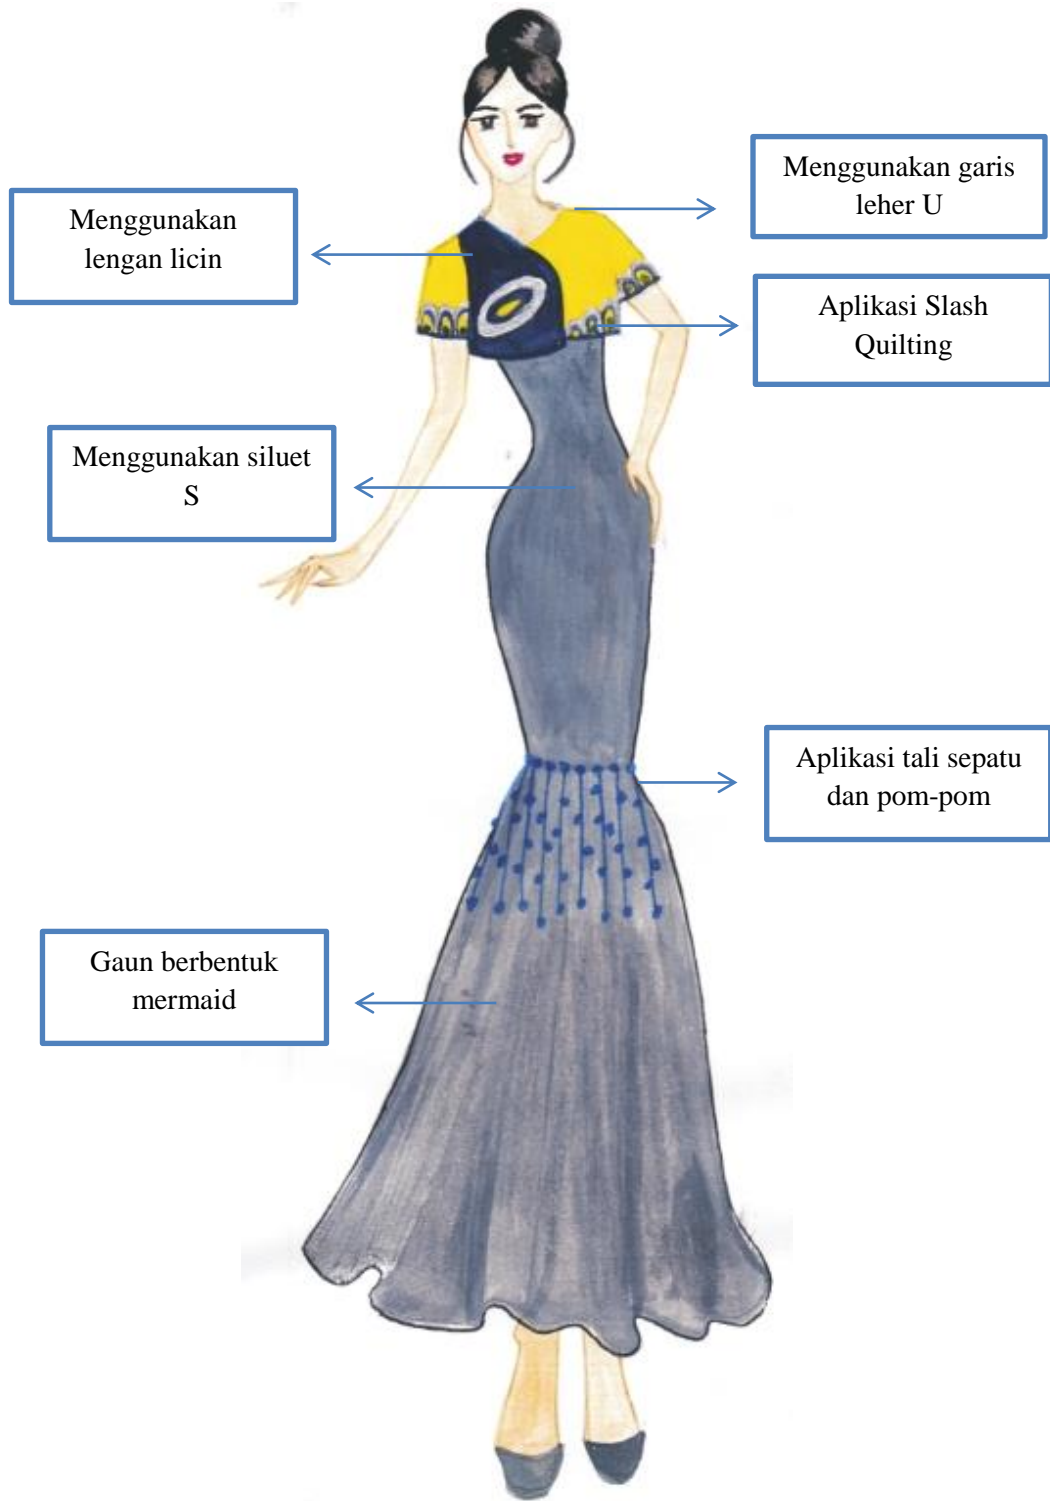 Menggunakan garis
leher U
Menggunakan
lengan licin
Aplikasi Slash
Quilting
Menggunakan siluet
S
Aplikasi tali sepatu
dan pom-pom
Gaun berbentuk
mermaid